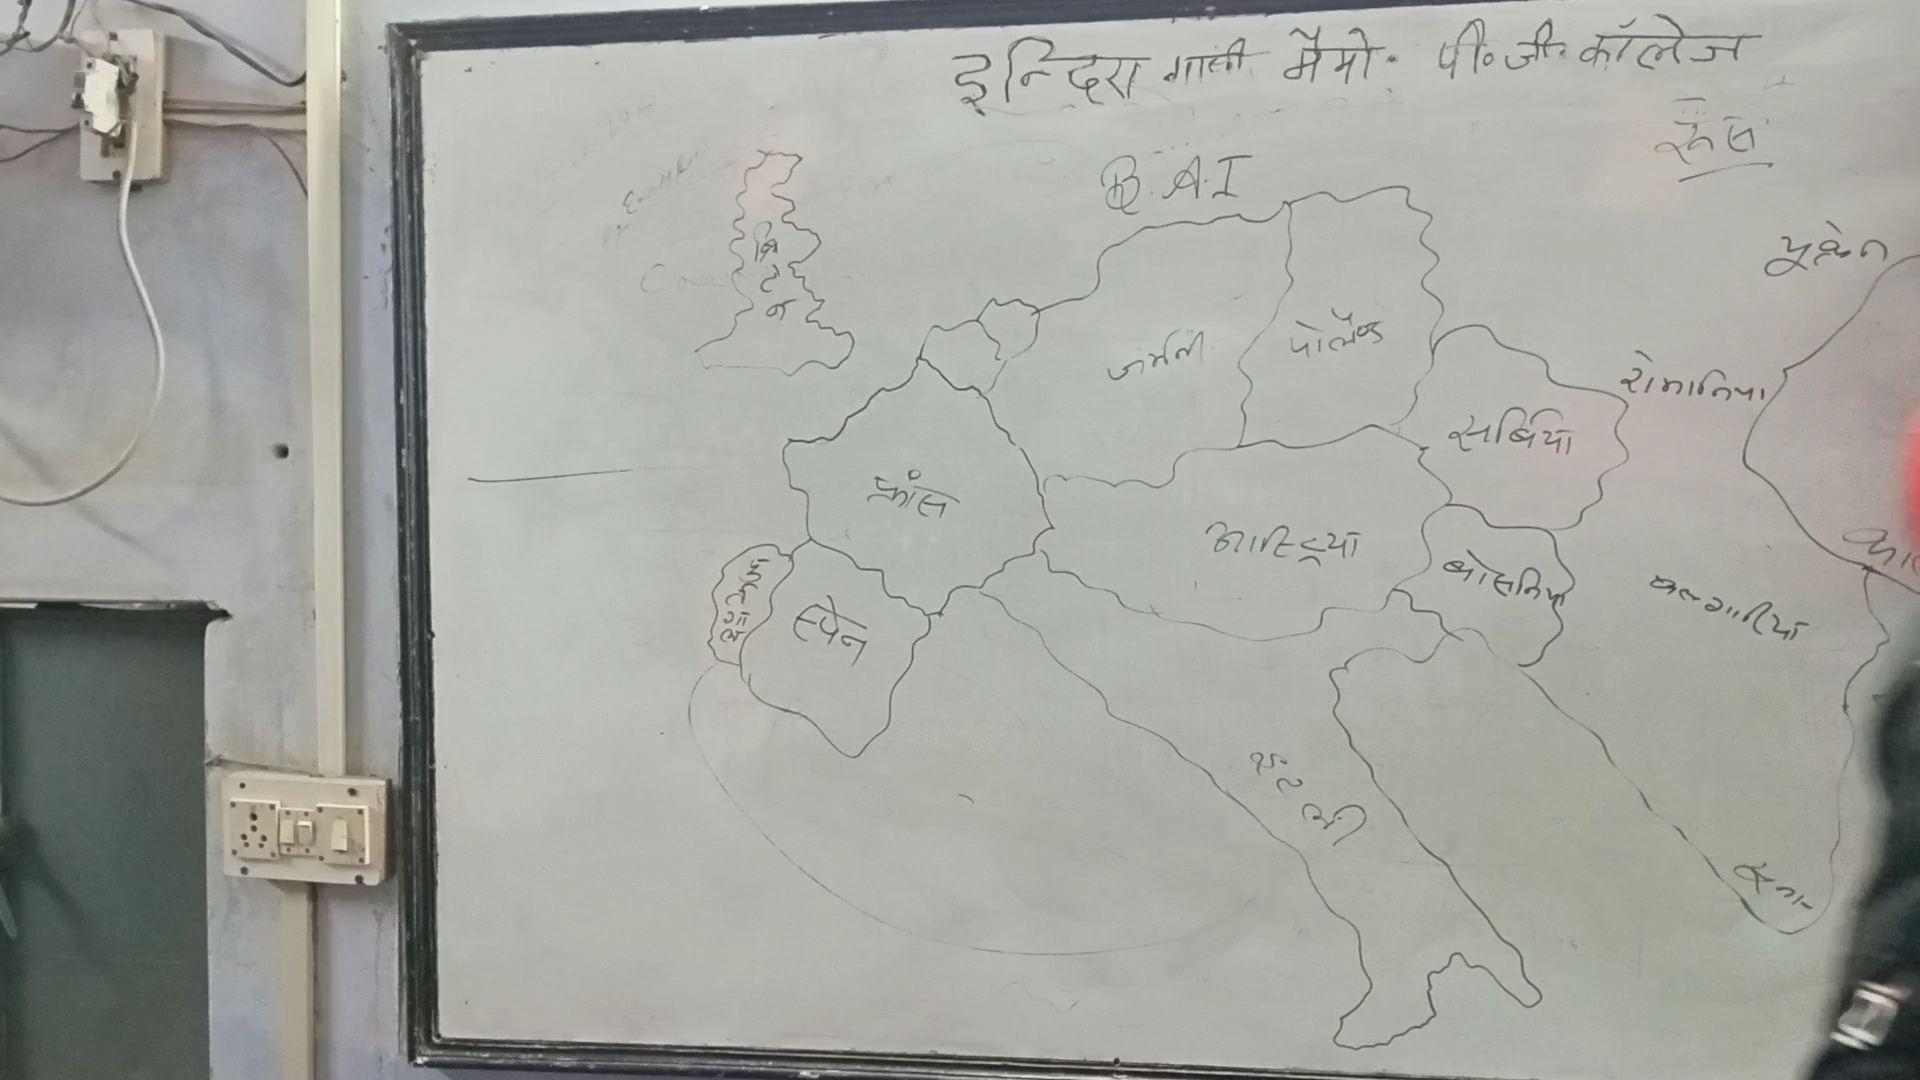 इन्दिरा गान्धी मैमो. पी. जी. कॉलेज
रूस
B.A.I
ब्रिटेन
यूक्रेन
जर्मनी
पोलैण्ड
रोमानिया
सर्बिया
फ्रांस
आस्ट्रिया
बोसनिया
पुर्तगाल
स्पेन
बल्गारिया
इटली